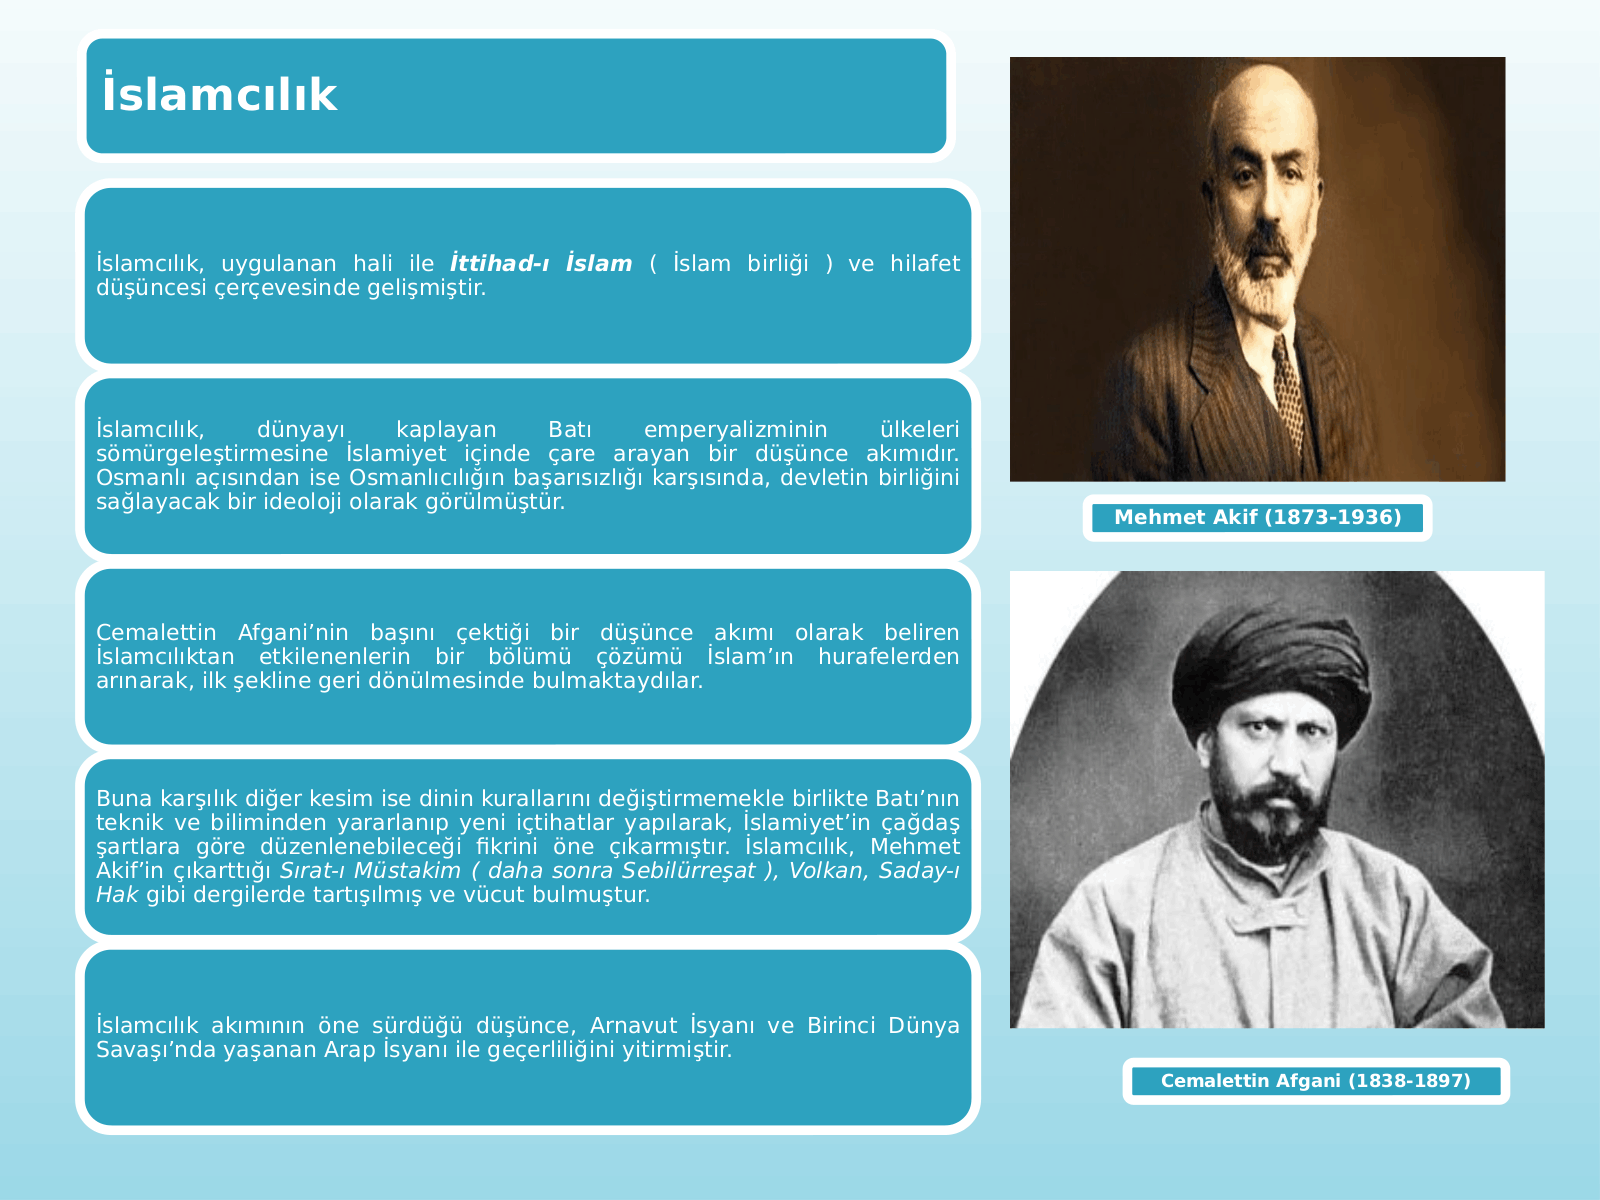 İslamcılık
İslamcılık, uygulanan hali ile İttihad-ı İslam ( İslam birliği ) ve hilafet
düşüncesi çerçevesinde gelişmiştir.
İslamcılık, dünyayı kaplayan Batı emperyalizminin ülkeleri
sömürgeleştirmesine İslamiyet içinde çare arayan bir düşünce akımıdır.
Osmanlı açısından ise Osmanlıcılığın başarısızlığı karşısında, devletin birliğini
sağlayacak bir ideoloji olarak görülmüştür.
Cemalettin Afgani’nin başını çektiği bir düşünce akımı olarak beliren
İslamcılıktan etkilenenlerin bir bölümü çözümü İslam’ın hurafelerden
arınarak, ilk şekline geri dönülmesinde bulmaktaydılar.
Buna karşılık diğer kesim ise dinin kurallarını değiştirmemekle birlikte Batı’nın
teknik ve biliminden yararlanıp yeni içtihatlar yapılarak, İslamiyet’in çağdaş
şartlara göre düzenlenebileceği fikrini öne çıkarmıştır. İslamcılık, Mehmet
Akif’in çıkarttığı Sırat-ı Müstakim ( daha sonra Sebilürreşat ), Volkan, Saday-ı
Hak gibi dergilerde tartışılmış ve vücut bulmuştur.
İslamcılık akımının öne sürdüğü düşünce, Arnavut İsyanı ve Birinci Dünya
Savaşı’nda yaşanan Arap İsyanı ile geçerliliğini yitirmiştir.
Mehmet Akif (1873-1936)
Cemalettin Afgani (1838-1897)